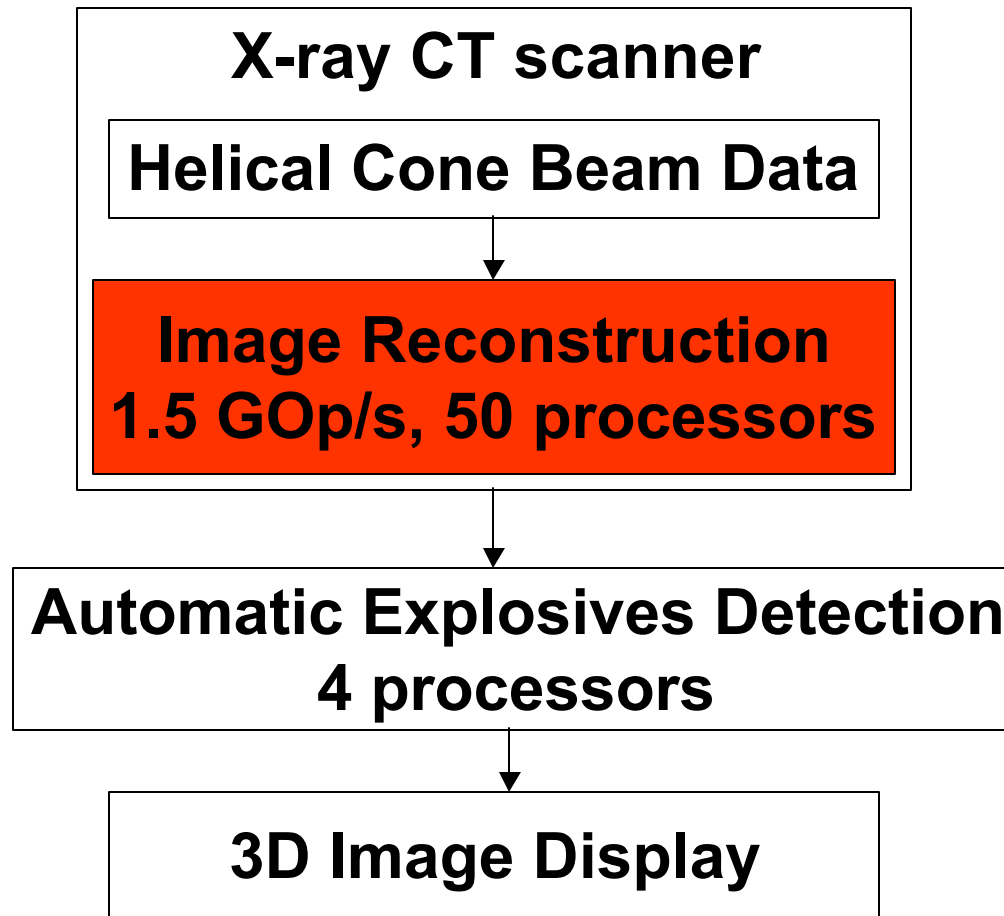 X-ray CT scanner
Helical Cone Beam Data
Image Reconstruction
1.5 GOp/s, 50 processors
Automatic Explosives Detection
4 processors
3D Image Display